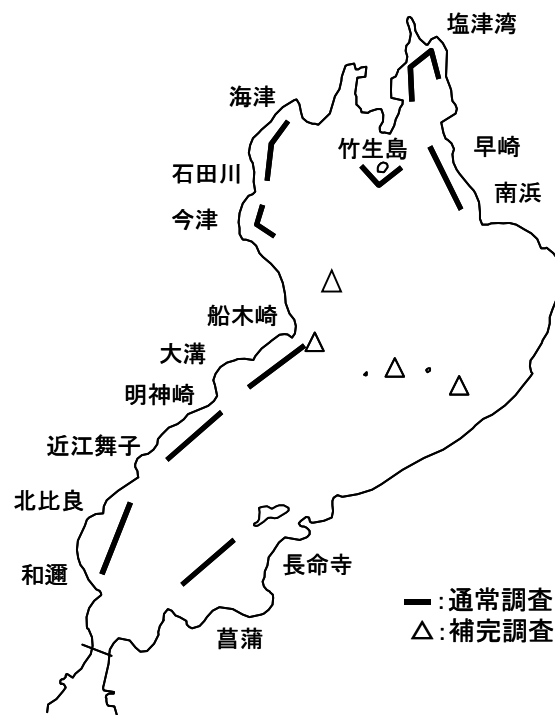 塩津湾
海津
竹生島
早崎
石田川
南浜
今津
船木崎
大溝
明神崎
近江舞子
北比良
和邇
長命寺
菖蒲
━:通常調査
△:補完調査